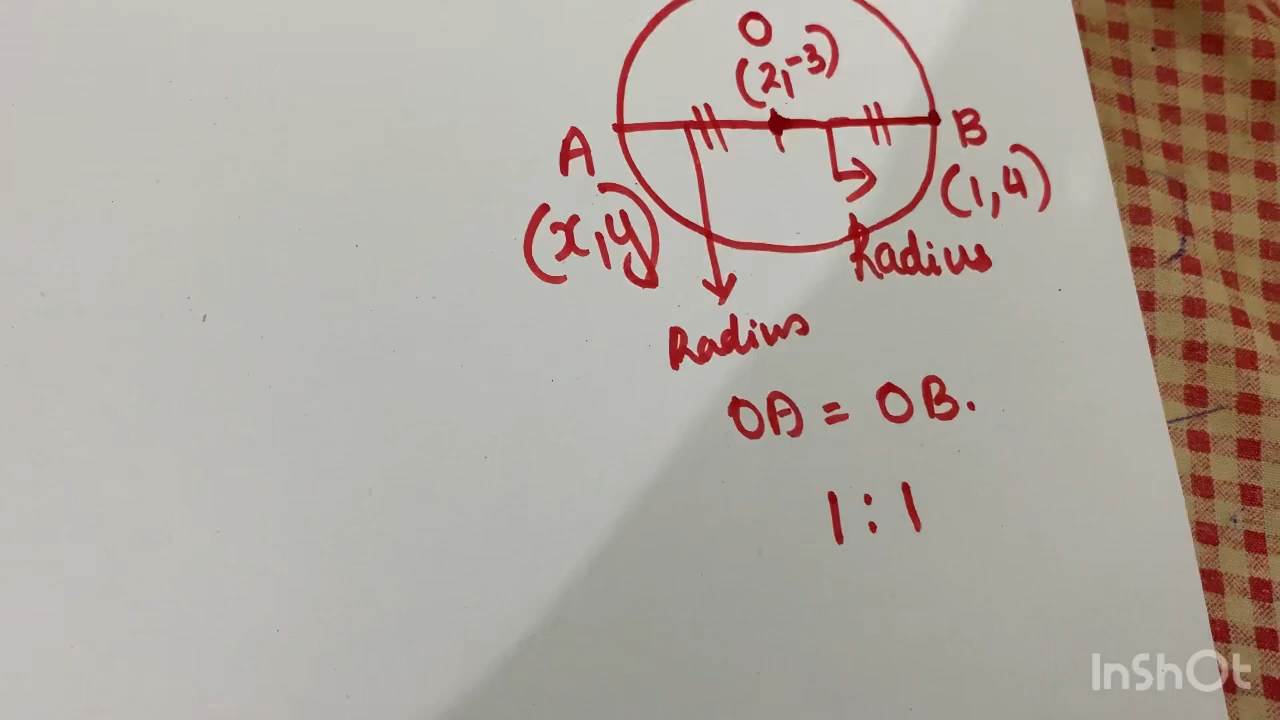 O
(2,-3)
A
B
(x,y)
(1,4)
Radius
Radius
OA = OB.
1 : 1
InShOt